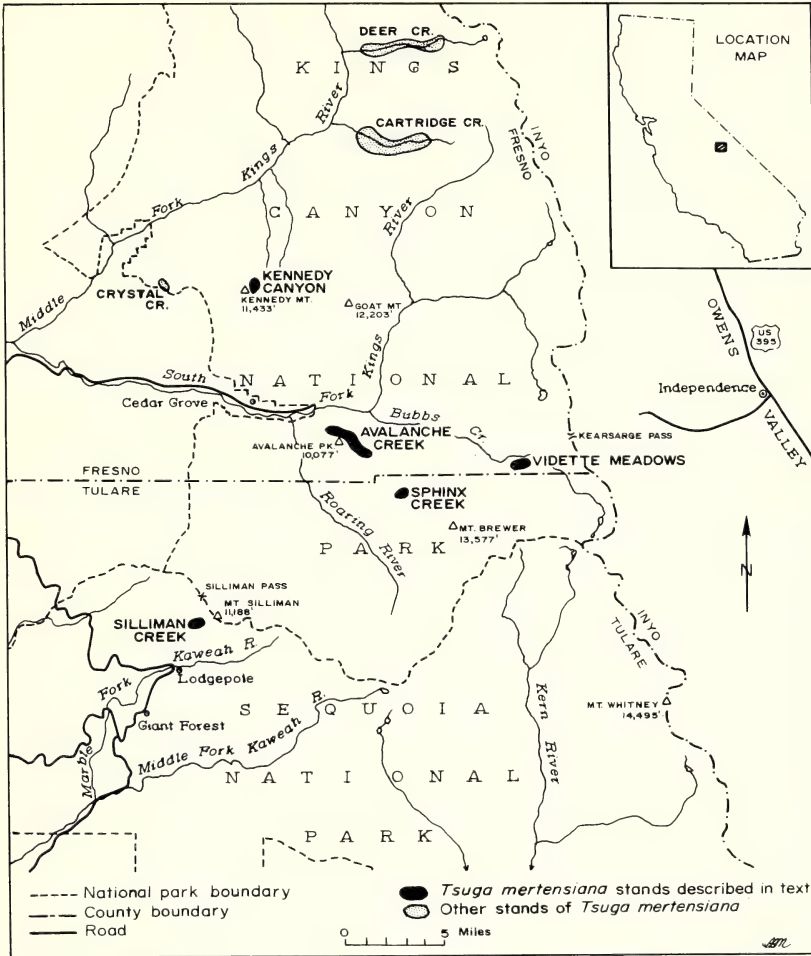 DEER CR.
LOCATION
MAP
K I N G S
River
CARTRIDGE CR.
INYO
FRESNO
Kings
Fork
C A N Y O N
River
KENNEDY
CANYON
KENNEDY MT.
11,433'
CRYSTAL
CR.
GOAT MT.
12,203'
Middle
Kings
OWENS
VALLEY
US
395
South
Fork
N A T I O N A L
Cedar Grove
Independence
Bubbs
Cr.
AVALANCHE
CREEK
AVALANCHE PK.
10,077'
KEARSARGE PASS
VIDETTE MEADOWS
FRESNO
TULARE
SPHINX
CREEK
Roaring
River
MT. BREWER
13,577'
P A R K
N
SILLIMAN PASS
MT SILLIMAN
11,188'
SILLIMAN
CREEK
INYO
TULARE
Kaweah R.
Lodgepole
Fork
Marble
Giant Forest
S E Q U O I A
Kern
River
MT. WHITNEY
14,495'
Middle Fork Kaweah R.
N A T I O N A L
P A R K
National park boundary
County boundary
Road
Tsuga mertensiana stands described in text
Other stands of Tsuga mertensiana
0 5 Miles